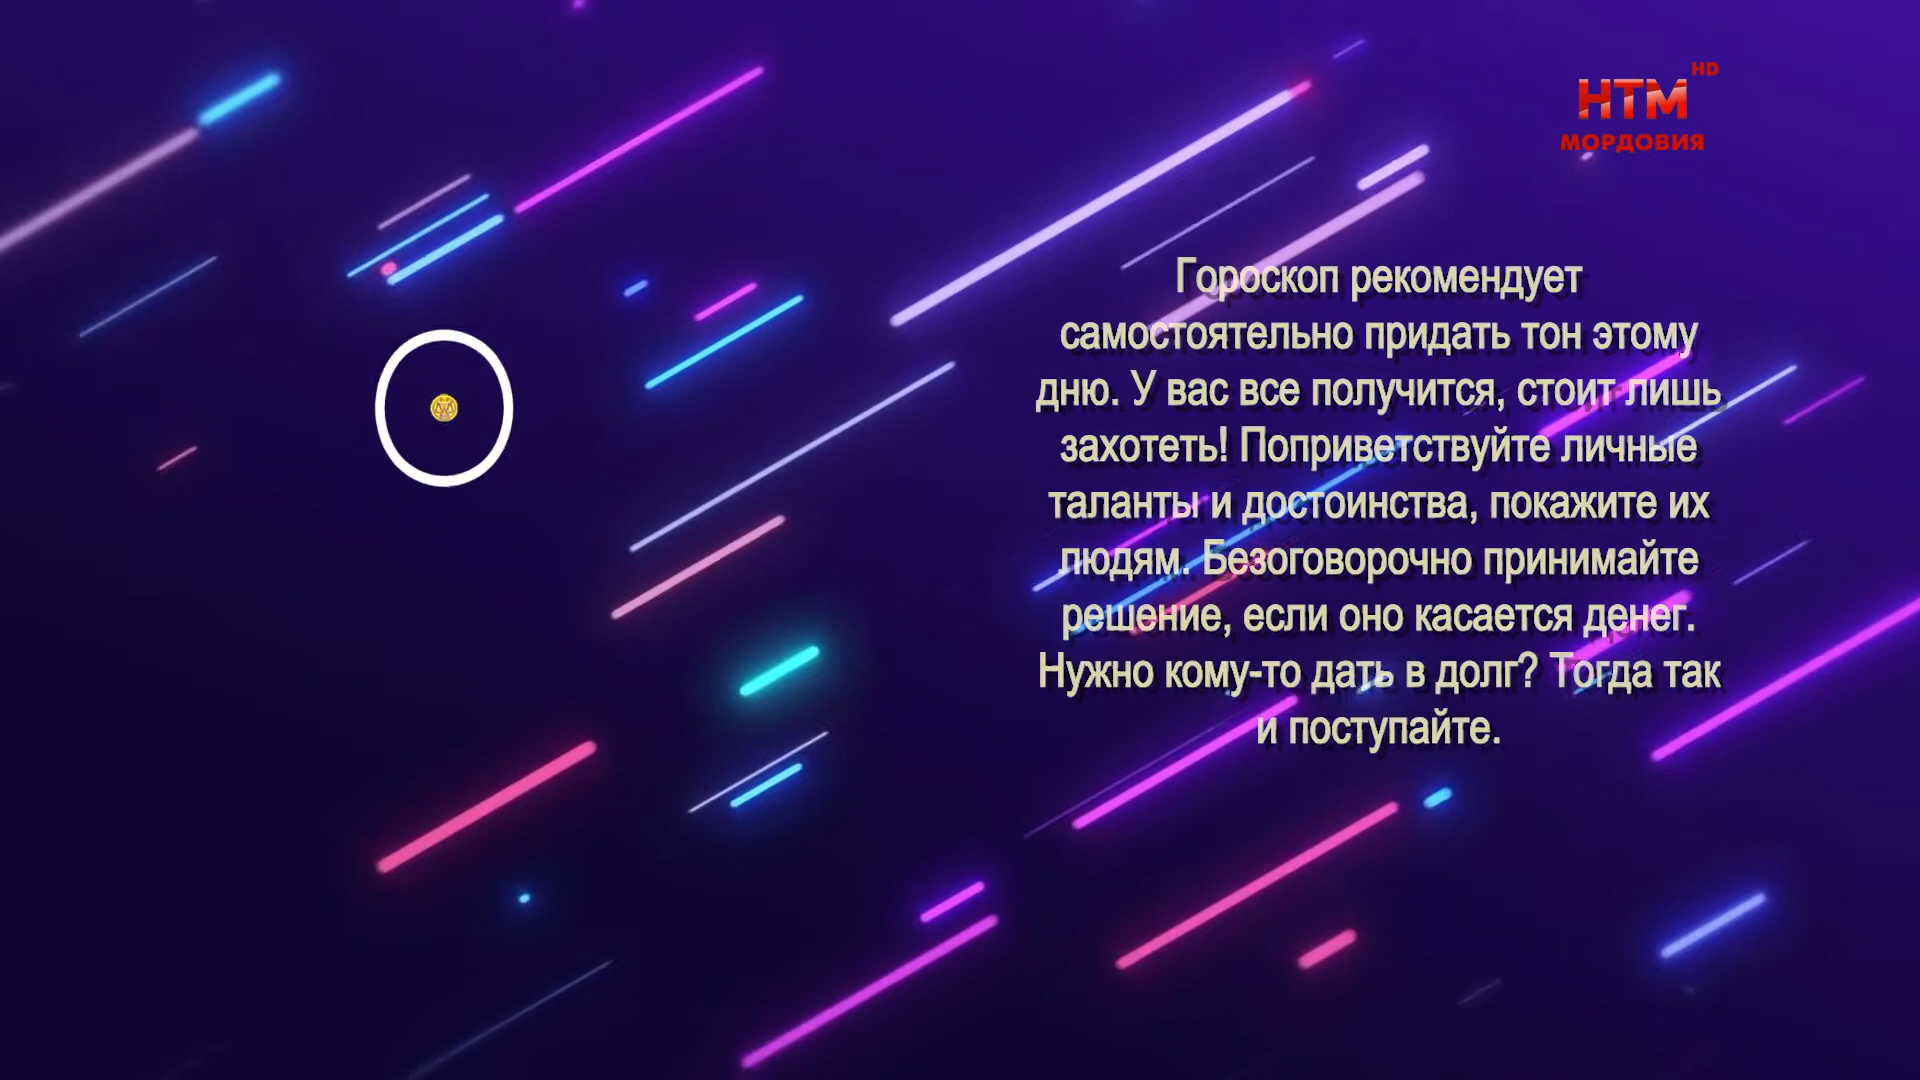 HD
НТМ
МОРДОВИЯ
Гороскоп рекомендует
самостоятельно придать тон этому
дню. У вас все получится, стоит лишь
захотеть! Поприветствуйте личные
таланты и достоинства, покажите их
людям. Безоговорочно принимайте
решение, если оно касается денег.
Нужно кому-то дать в долг? Тогда так
и поступайте.